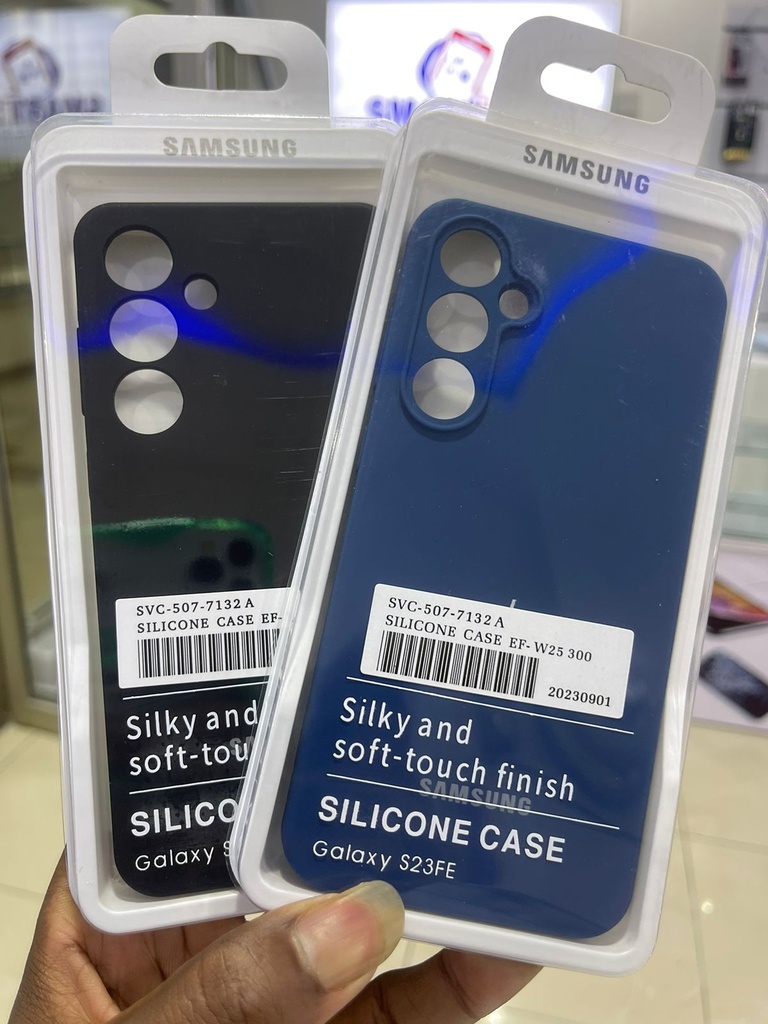 SAMSUNG
SVC-507-7132 A
SILICONE CASE EF-
Silky and
soft-tou
SILICO
Galaxy S
SAMSUNG
SVC-507-7132 A
SILICONE CASE EF-W25 300
20230901
Silky and
soft-touch finish
SAMSUNG
SILICONE CASE
Galaxy S23FE